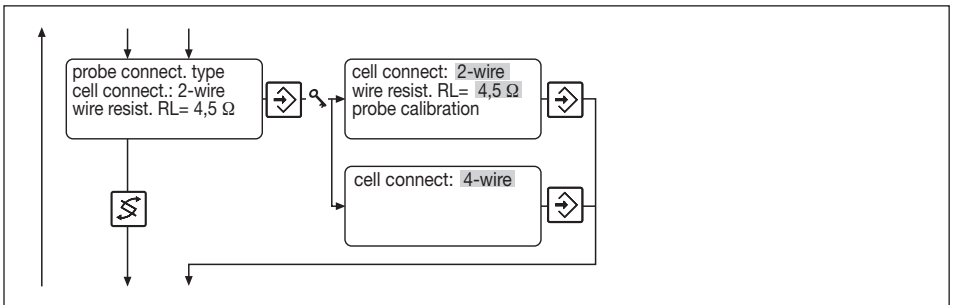 probe connect. type
cell connect.: 2-wire
wire resist. RL= 4,5 Ω
cell connect: 2-wire
wire resist. RL= 4,5 Ω
probe calibration
cell connect: 4-wire